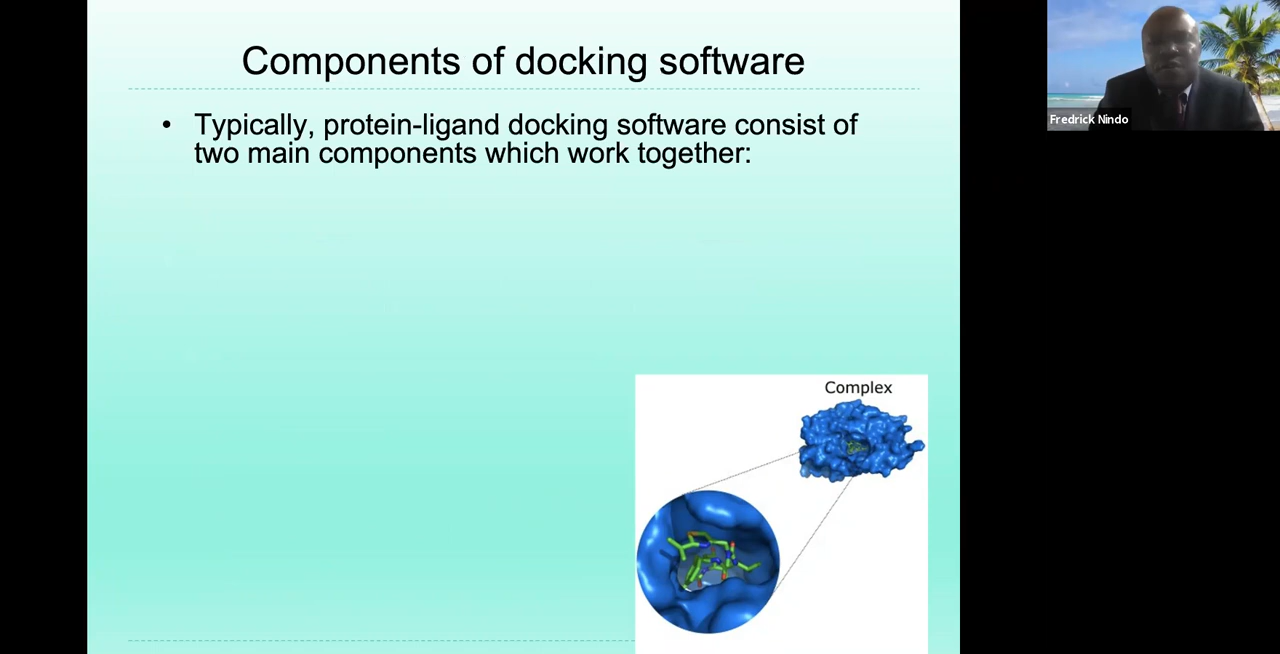 Components of docking software
• Typically, protein-ligand docking software consist of
two main components which work together:
Complex
Fredrick Nindo